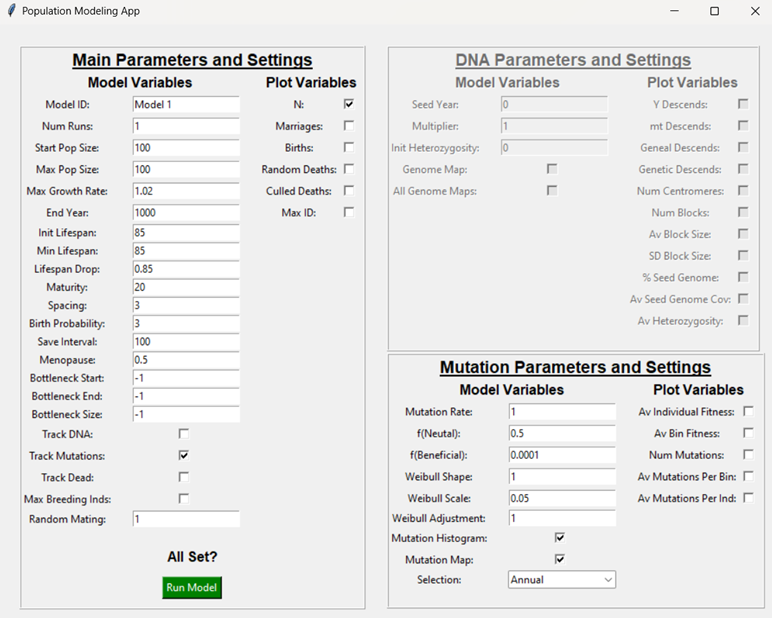 Population Modeling App
Main Parameters and Settings
Model Variables Plot Variables
Model ID: Model 1 N:
Num Runs: 1 Marriages:
Start Pop Size: 100 Births:
Max Pop Size: 100 Random Deaths:
Max Growth Rate: 1.02 Culled Deaths:
End Year: 1000 Max ID:
Init Lifespan: 85
Min Lifespan: 85
Lifespan Drop: 0.85
Maturity: 20
Spacing: 3
Birth Probability: 3
Save Interval: 100
Menopause: 0.5
Bottleneck Start: -1
Bottleneck End: -1
Bottleneck Size: -1
Track DNA:
Track Mutations:
Track Dead:
Max Breeding Inds:
Random Mating: 1
All Set?
Run Model
DNA Parameters and Settings
Model Variables Plot Variables
Seed Year: 0 Y Descends:
Multiplier: 1 mt Descends:
Init Heterozygosity: 0 Geneal Descends:
Genome Map: Genetic Descends:
All Genome Maps: Num Centromeres:
Num Blocks:
Av Block Size:
SD Block Size:
% Seed Genome:
Av Seed Genome Cov:
Av Heterozygosity:
Mutation Parameters and Settings
Model Variables Plot Variables
Mutation Rate: 1 Av Individual Fitness:
f(Neutal): 0.5 Av Bin Fitness:
f(Beneficial): 0.0001 Num Mutations:
Weibull Shape: 1 Av Mutations Per Bin:
Weibull Scale: 0.05 Av Mutations Per Ind:
Weibull Adjustment: 1
Mutation Histogram:
Mutation Map:
Selection: Annual